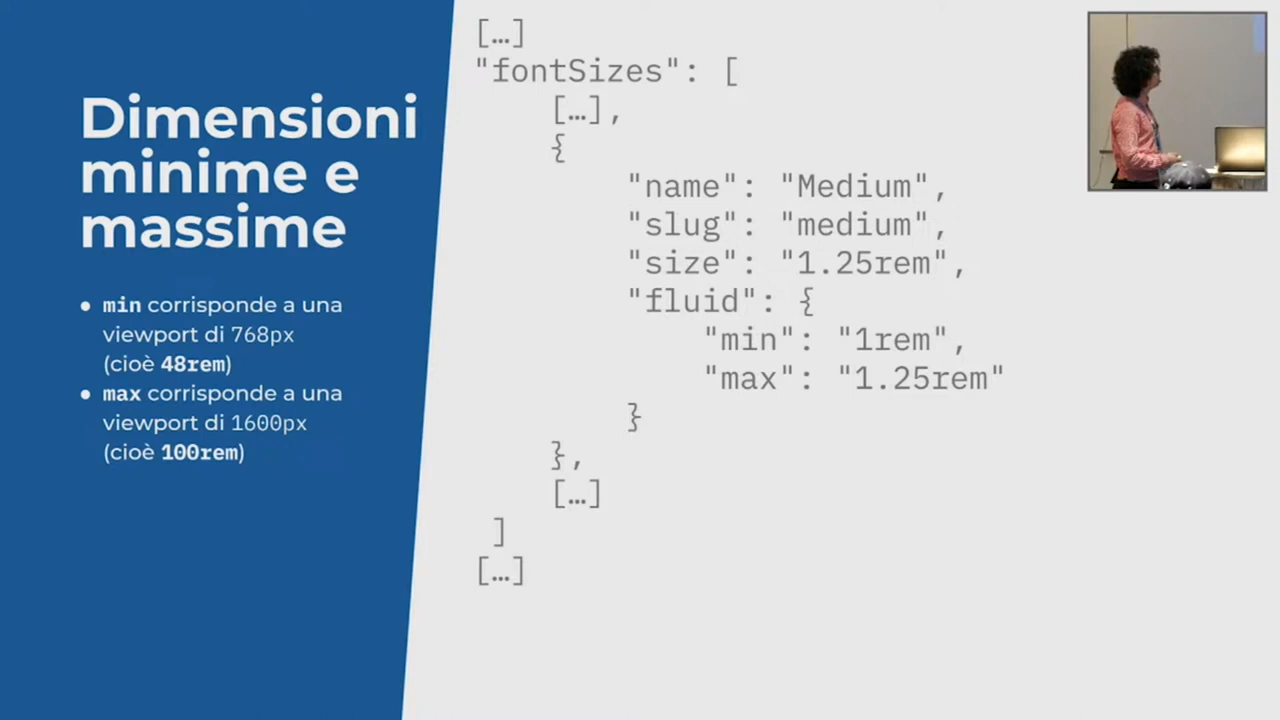 Dimensioni
minime e
massime
● min corrisponde a una
viewport di 768px
(cioè 48rem)
● max corrisponde a una
viewport di 1600px
(cioè 100rem)
[…]
"fontSizes": [
[…],
{
"name": "Medium",
"slug": "medium",
"size": "1.25rem",
"fluid": {
"min": "1rem",
"max": "1.25rem"
}
},
[…]
]
[…]